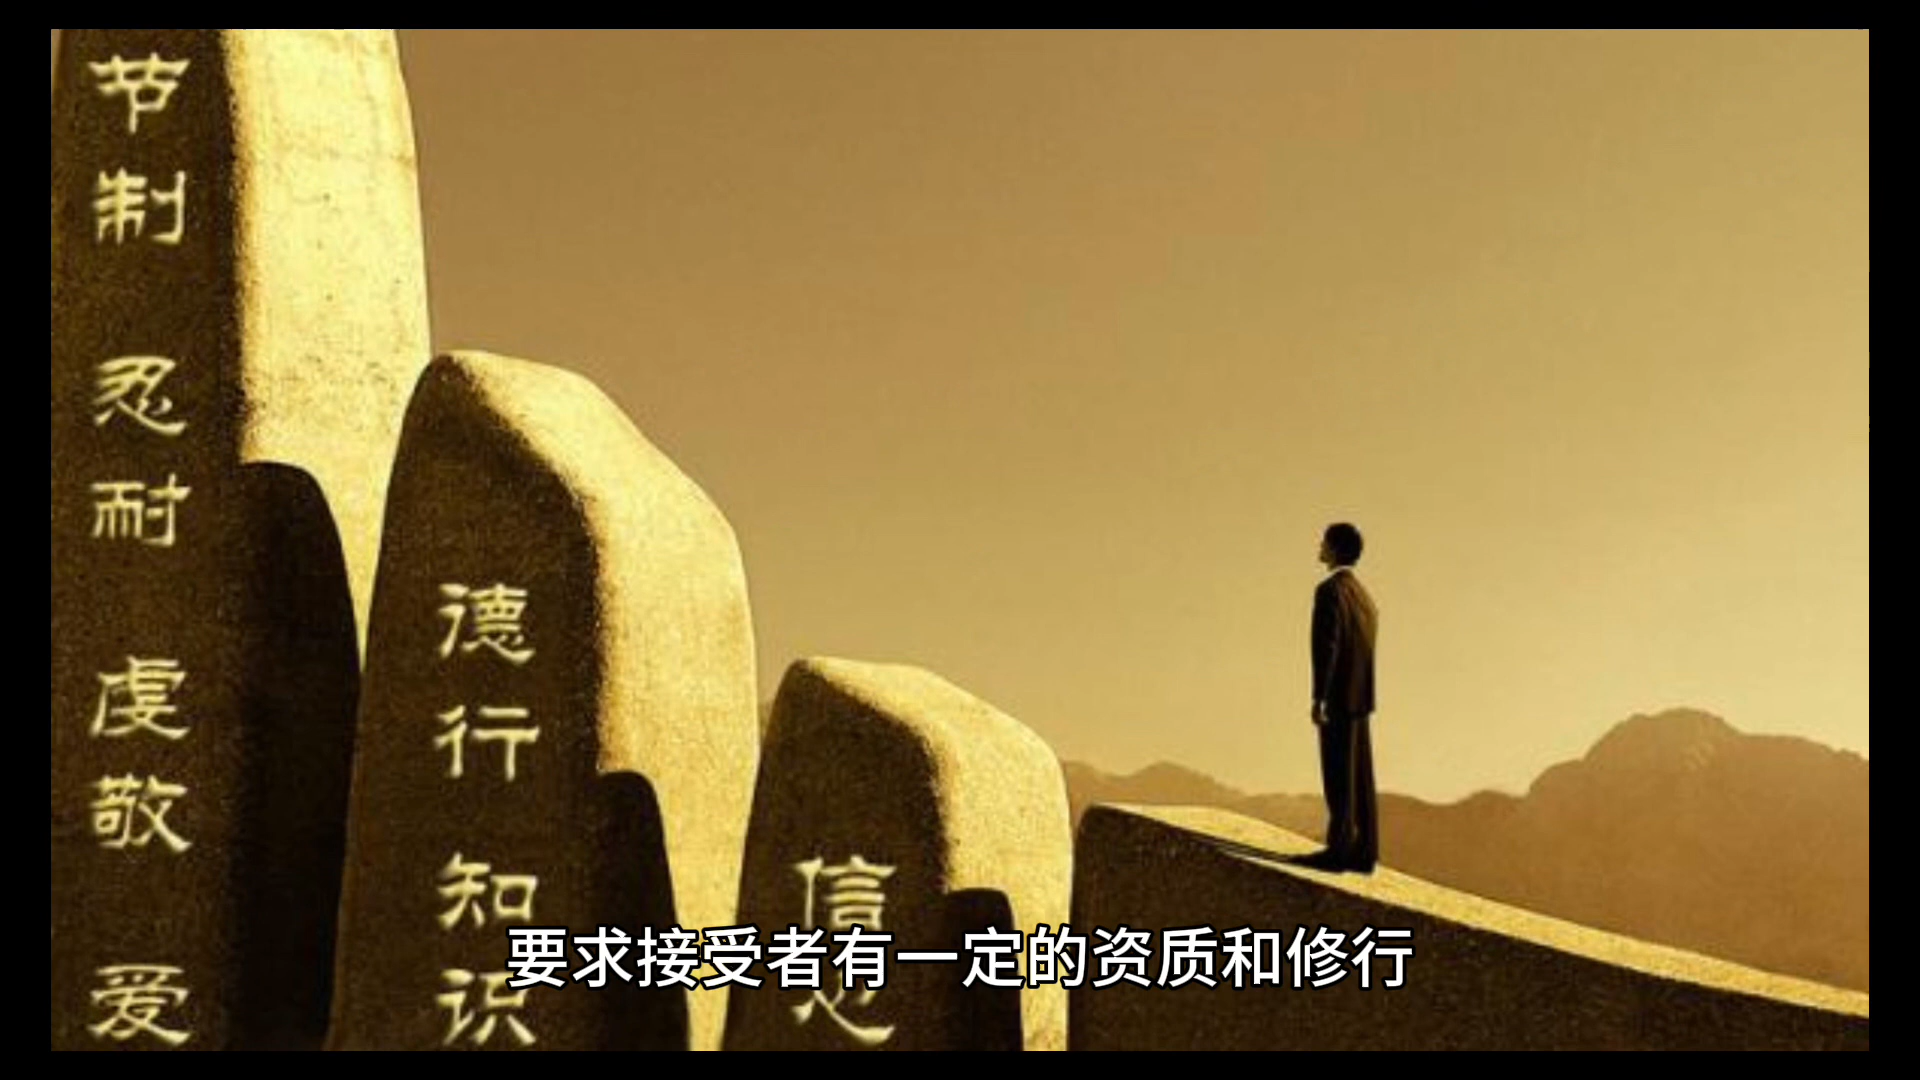 节制 忍耐 虔敬 爱
德行 知识
信心
要求接受者有一定的资质和修行